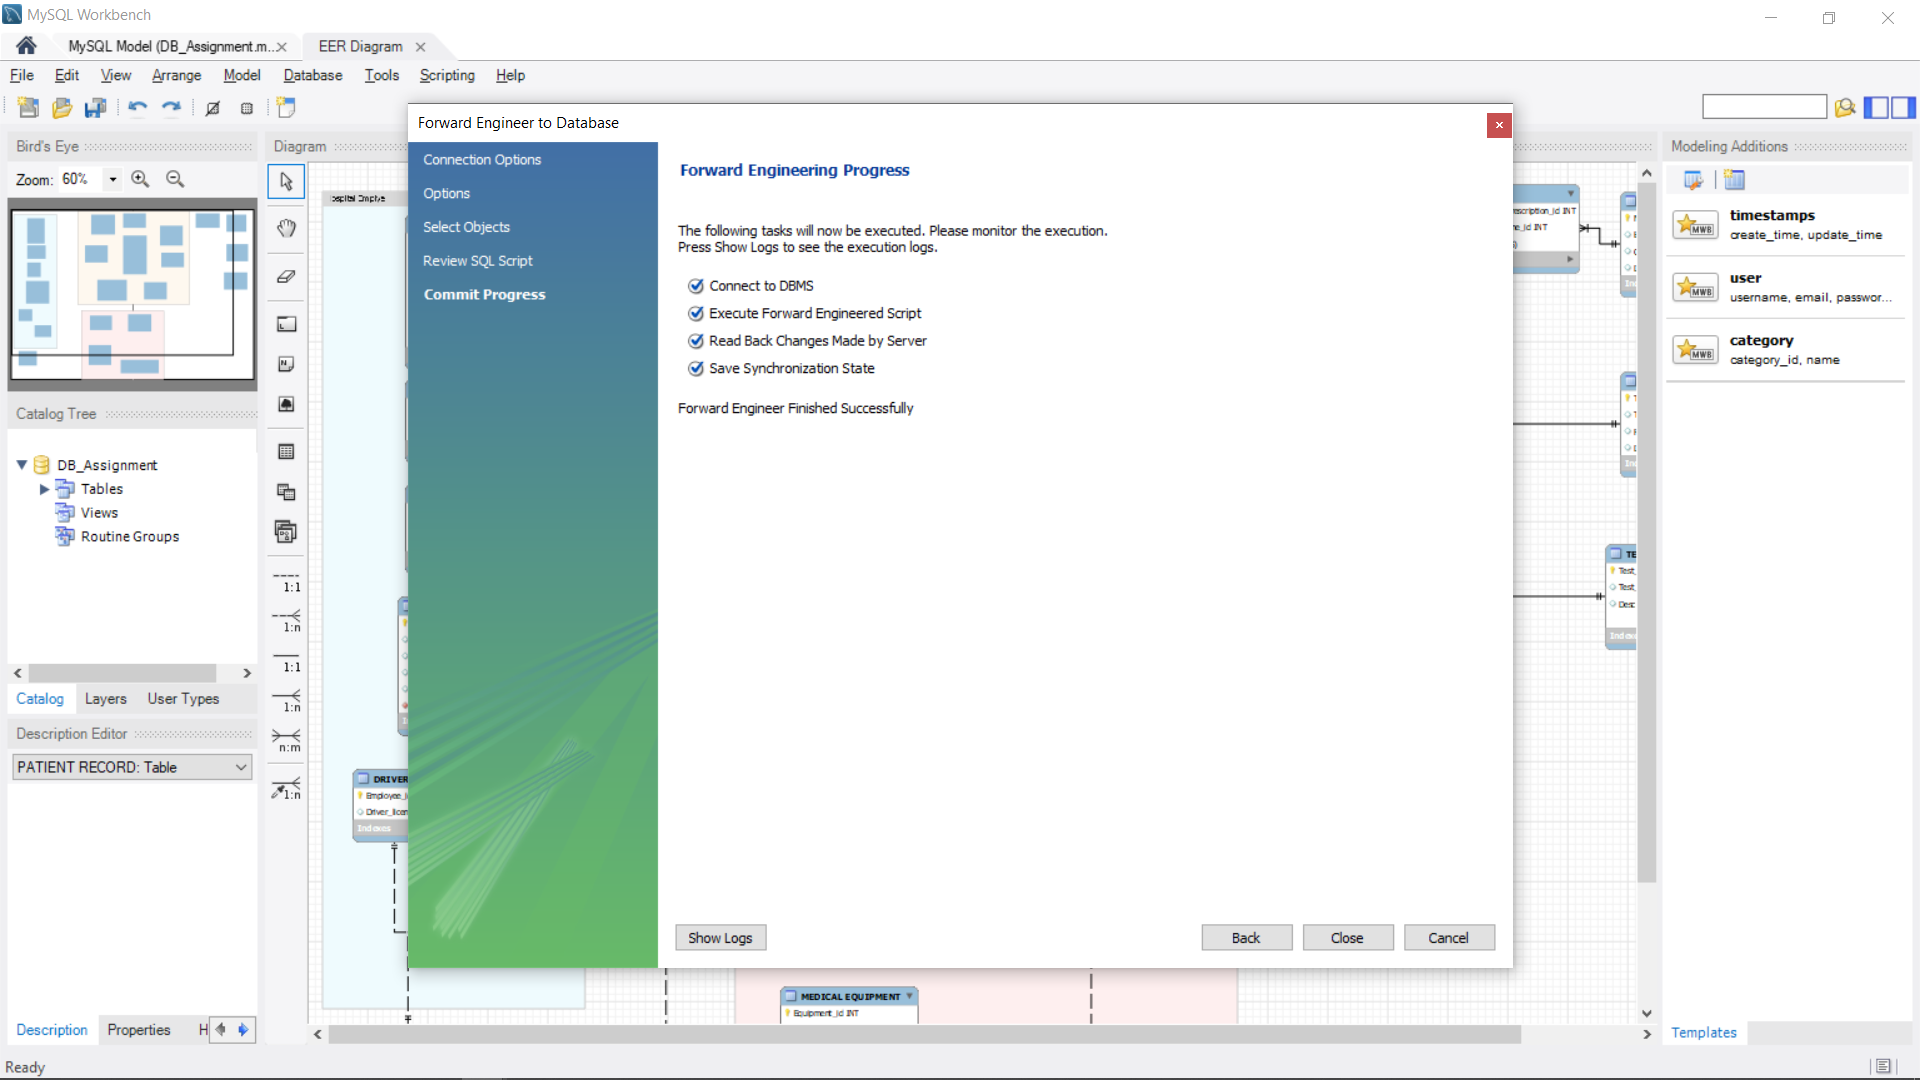 MySQL Workbench
MySQL Model (DB_Assignment.m...
EER Diagram
File Edit View Arrange Model Database Tools Scripting Help
Bird's Eye
Zoom: 60%
Catalog Tree
DB_Assignment
Tables
Views
Routine Groups
Catalog Layers User Types
Description Editor
PATIENT RECORD: Table
Description Properties H
Ready
Diagram
1:1
1:n
1:1
1:n
n:m
1:n
DRIVER
Indexes
Forward Engineer to Database
Connection Options
Options
Select Objects
Review SQL Script
Commit Progress
Forward Engineering Progress
The following tasks will now be executed. Please monitor the execution.
Press Show Logs to see the execution logs.
Connect to DBMS
Execute Forward Engineered Script
Read Back Changes Made by Server
Save Synchronization State
Forward Engineer Finished Successfully
Show Logs Back Close Cancel
MEDICAL EQUIPMENT
Equipment_id INT
Modeling Additions
timestamps
create_time, update_time
user
username, email, passwor...
category
category_id, name
Templates